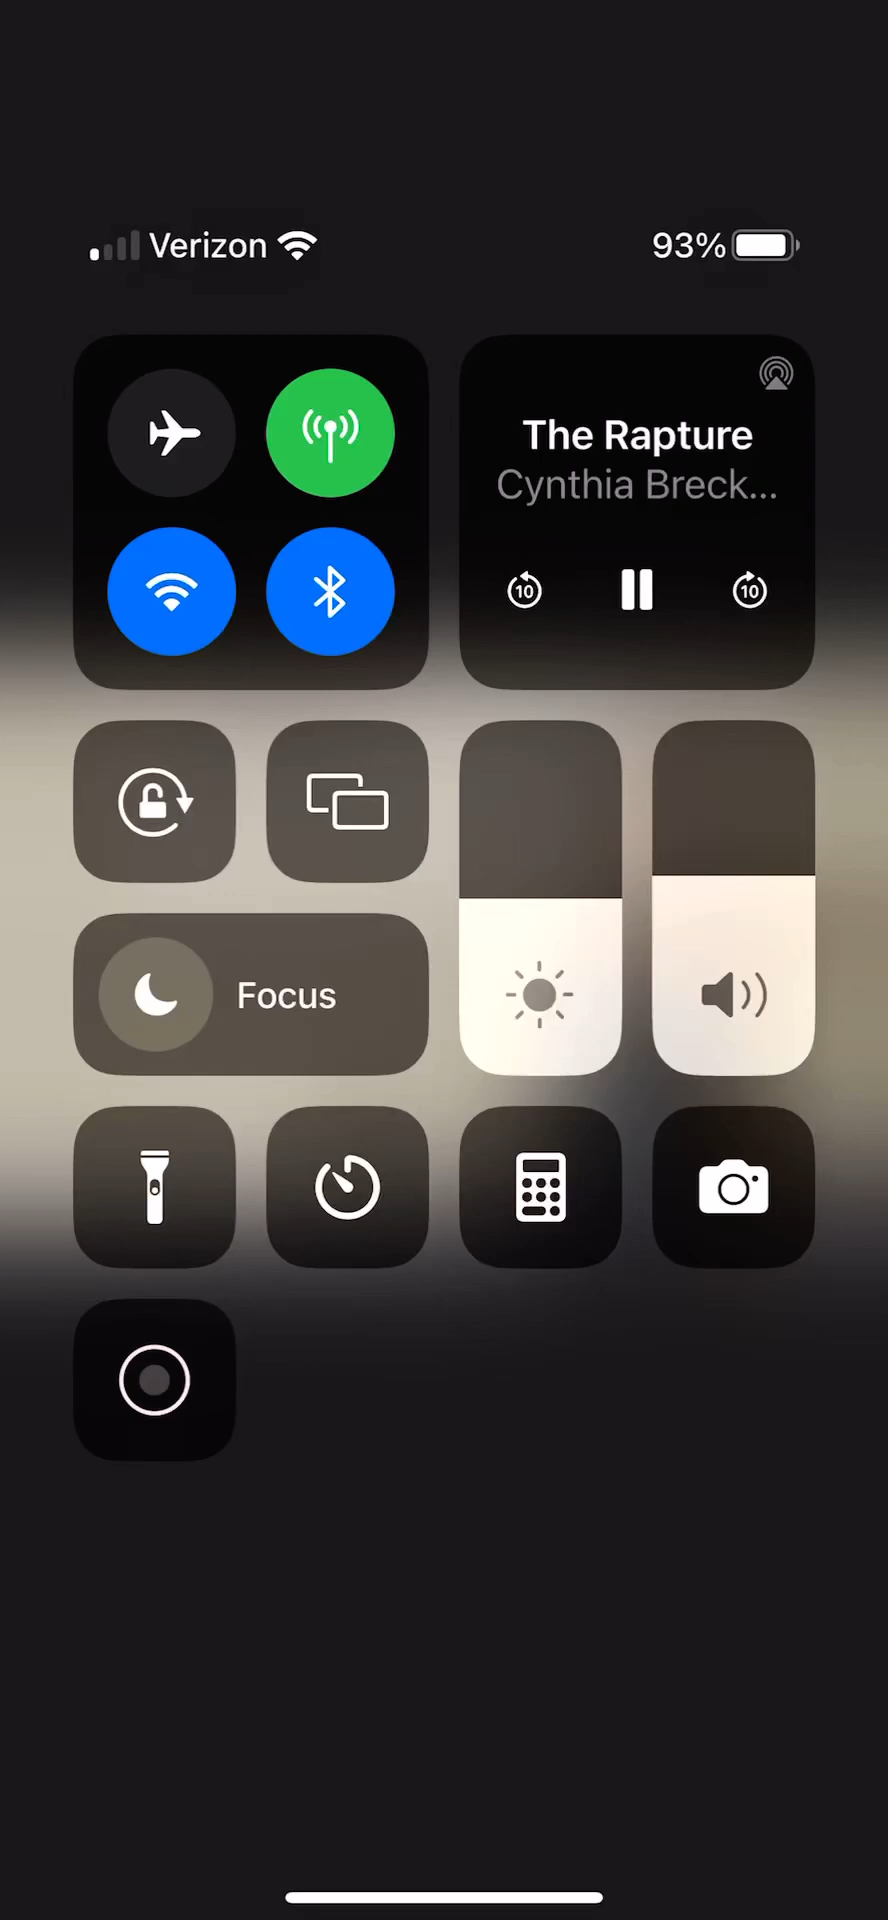 Verizon
93%
The Rapture
Cynthia Breck...
10
10
Focus